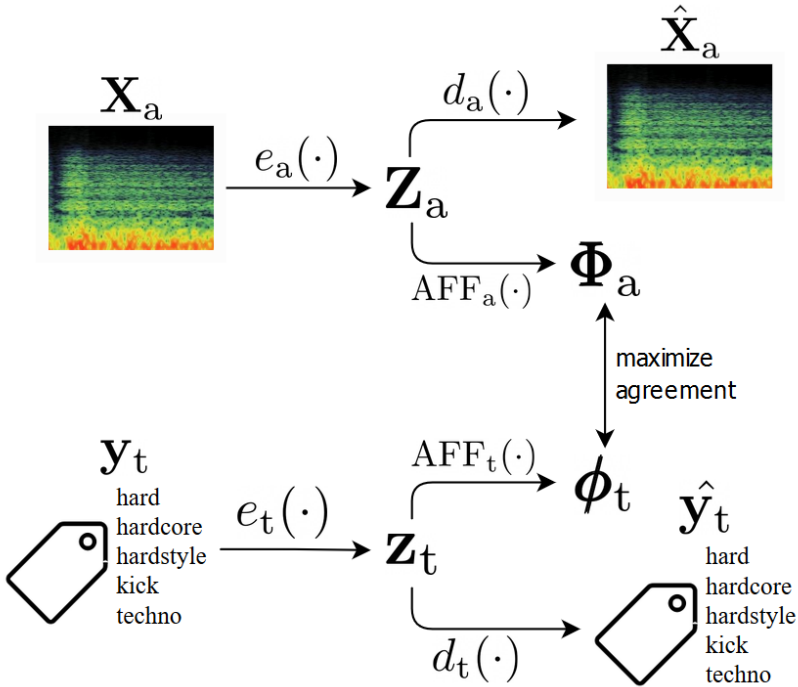 X̂ₐ
Xₐ
dₐ(·)
eₐ(·)
Zₐ
AFFₐ(·)
Φₐ
maximize
agreement
yₜ
AFFₜ(·)
hard
hardcore
hardstyle
kick
techno
eₜ(·)
zₜ
ϕₜ
ŷₜ
hard
hardcore
hardstyle
kick
techno
dₜ(·)